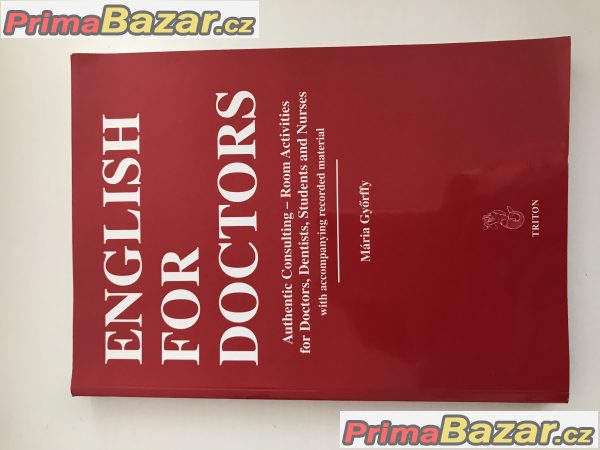 PrimaBazar.cz
ENGLISH
FOR
DOCTORS
Authentic Consulting – Room Activities
for Doctors, Dentists, Students and Nurses
with accompanying recorded material
Mária Győrffy
TRITON
PrimaBazar.cz